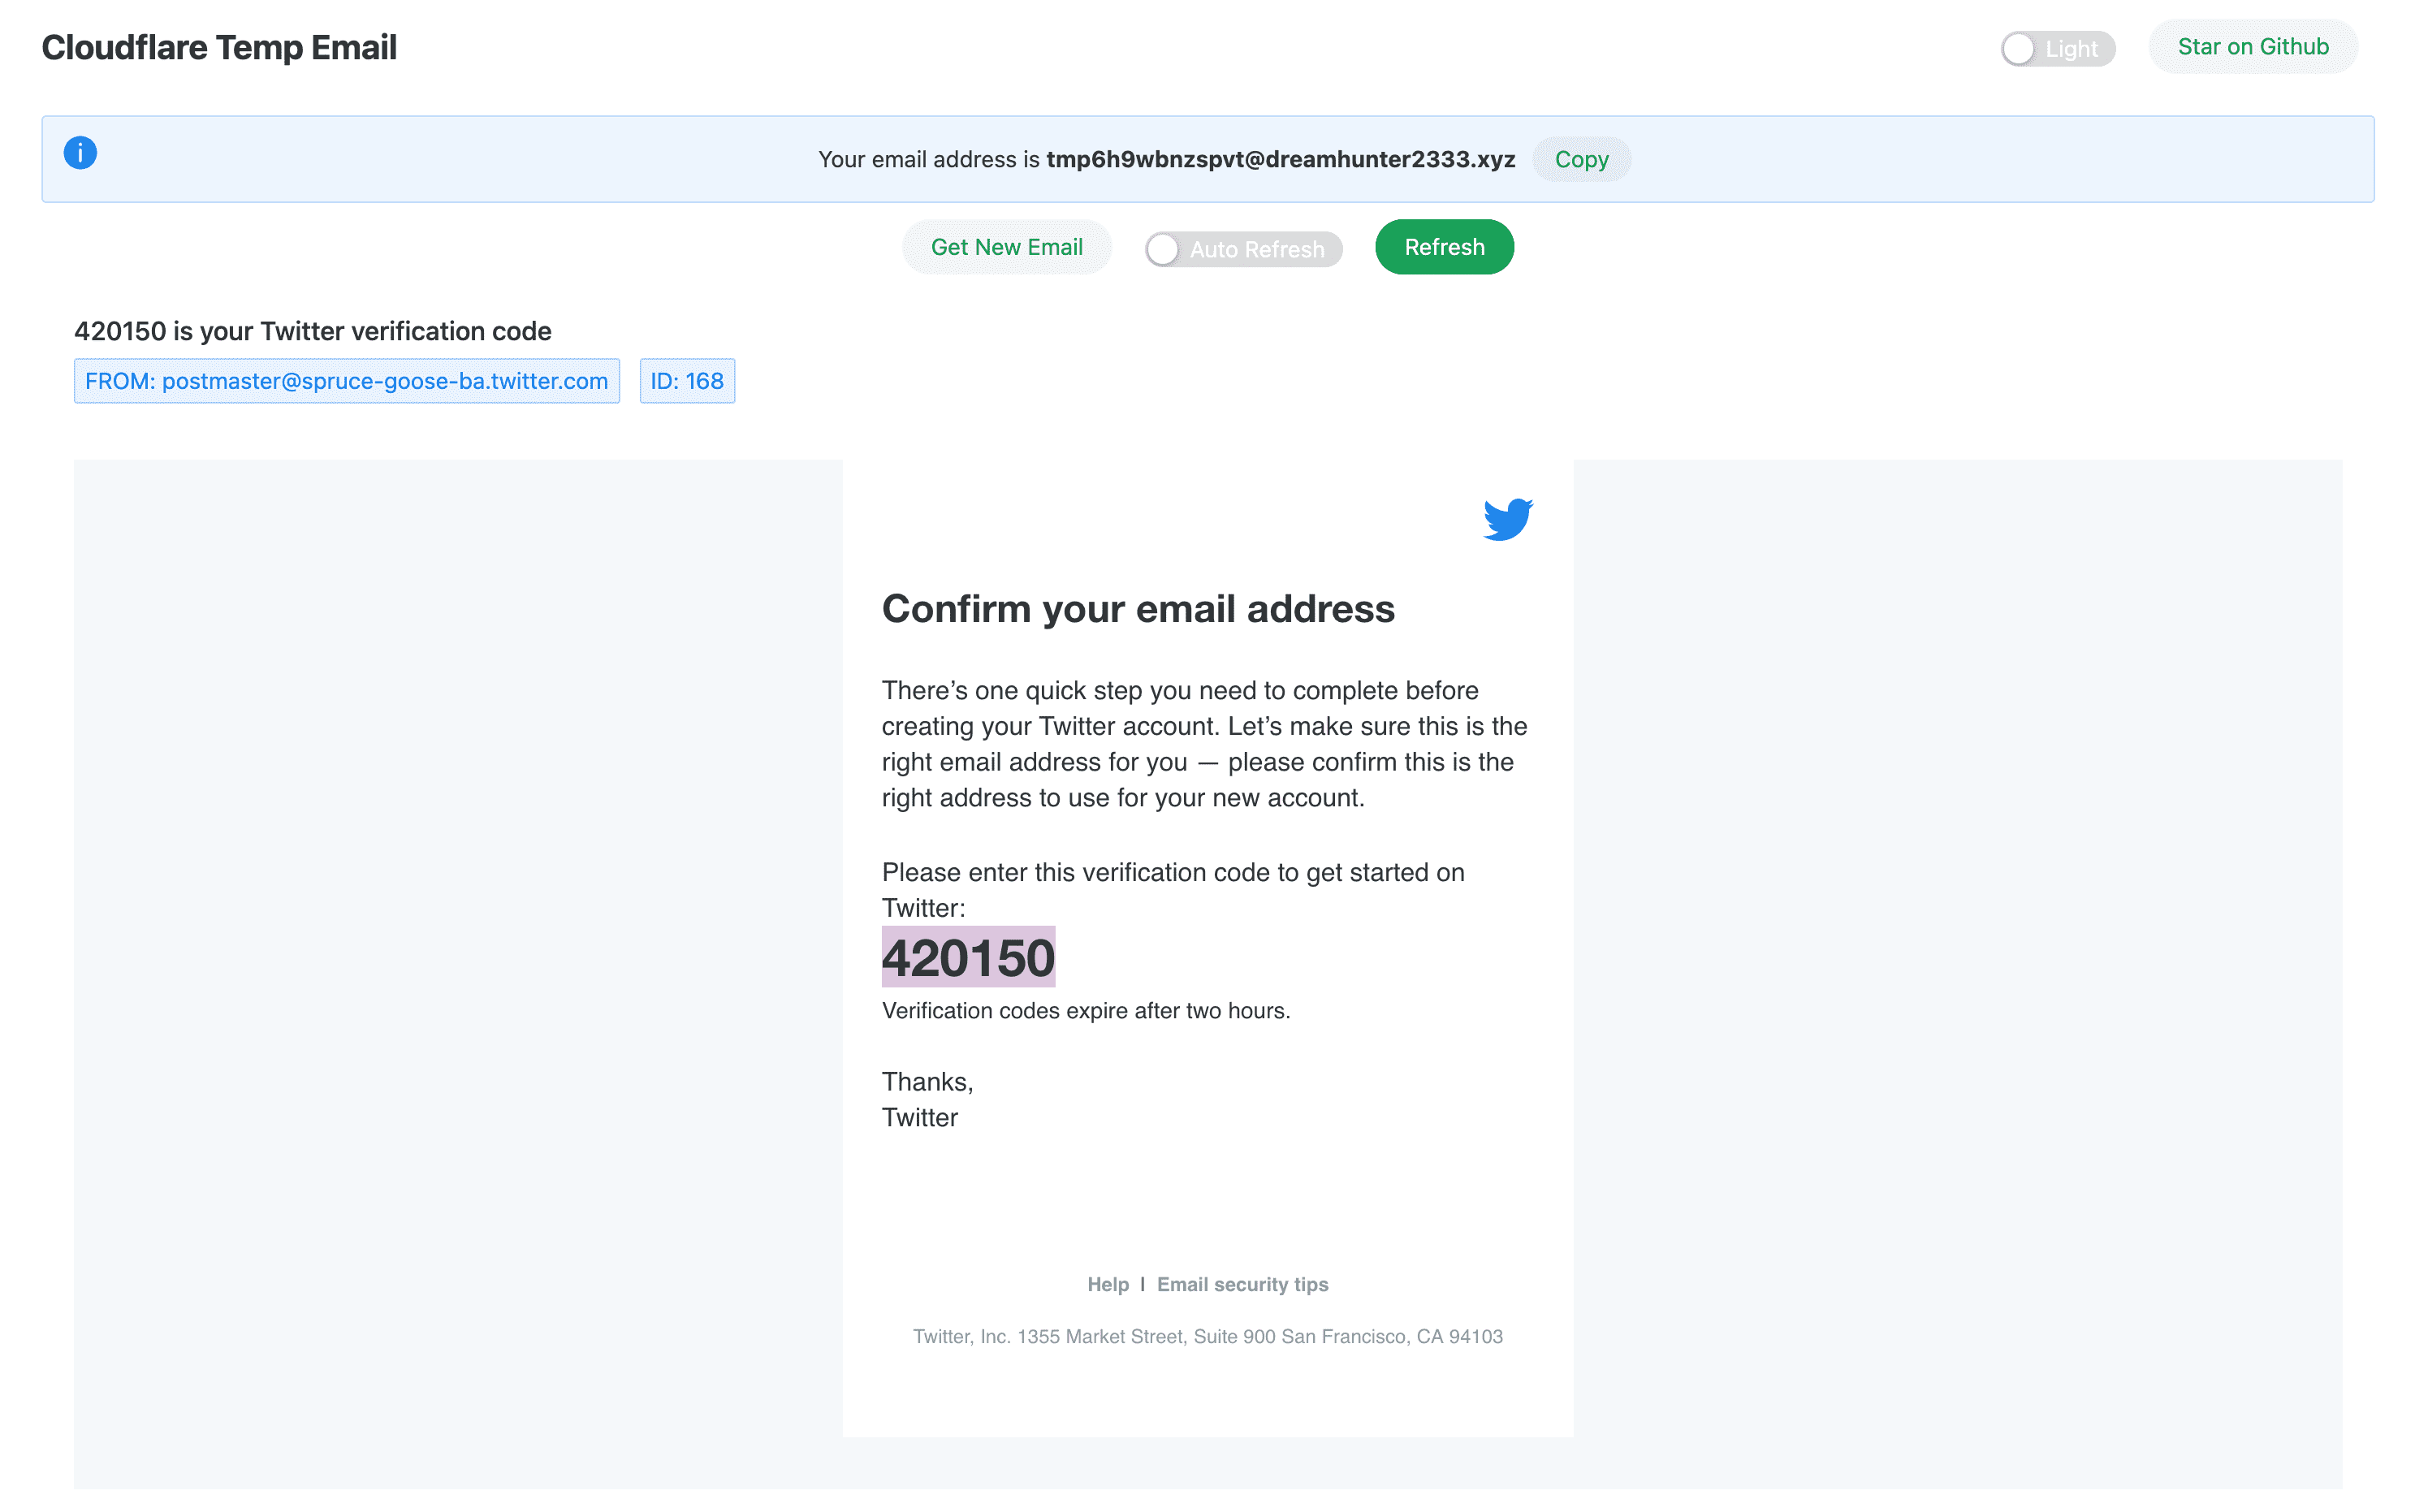 Cloudflare Temp Email
Light
Star on Github
Your email address is tmp6h9wbnzspvt@dreamhunter2333.xyz
Copy
Get New Email
Auto Refresh
Refresh
420150 is your Twitter verification code
FROM: postmaster@spruce-goose-ba.twitter.com
ID: 168
Confirm your email address
There’s one quick step you need to complete before
creating your Twitter account. Let’s make sure this is the
right email address for you — please confirm this is the
right address to use for your new account.
Please enter this verification code to get started on
Twitter:
420150
Verification codes expire after two hours.
Thanks,
Twitter
Help | Email security tips
Twitter, Inc. 1355 Market Street, Suite 900 San Francisco, CA 94103